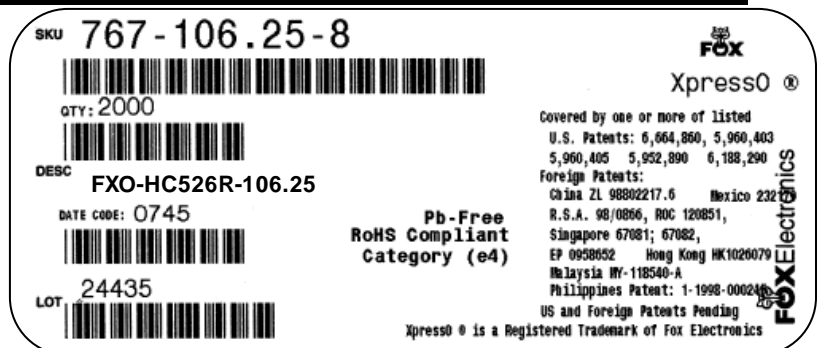 SKU 767-106.25-8
QTY: 2000
DESC FXO-HC526R-106.25
DATE CODE: 0745
LOT 24435
Pb-Free
RoHS Compliant
Category (e4)
FOX
XpressO ®
Covered by one or more of listed
U.S. Patents: 6,664,860, 5,960,403
5,960,405 5,952,890 6,188,290
Foreign Patents:
China ZL 98802217.6 Mexico
R.S.A. 98/0866, ROC 120851,
Singapore 67081; 67082,
EP 0958652 Hong Kong HK1026079
Malaysia MY-118540-A
Philippines Patent:
US and Foreign Patents Pending
XpressO ® is a Registered Trademark of Fox Electronics
FOXElectronics